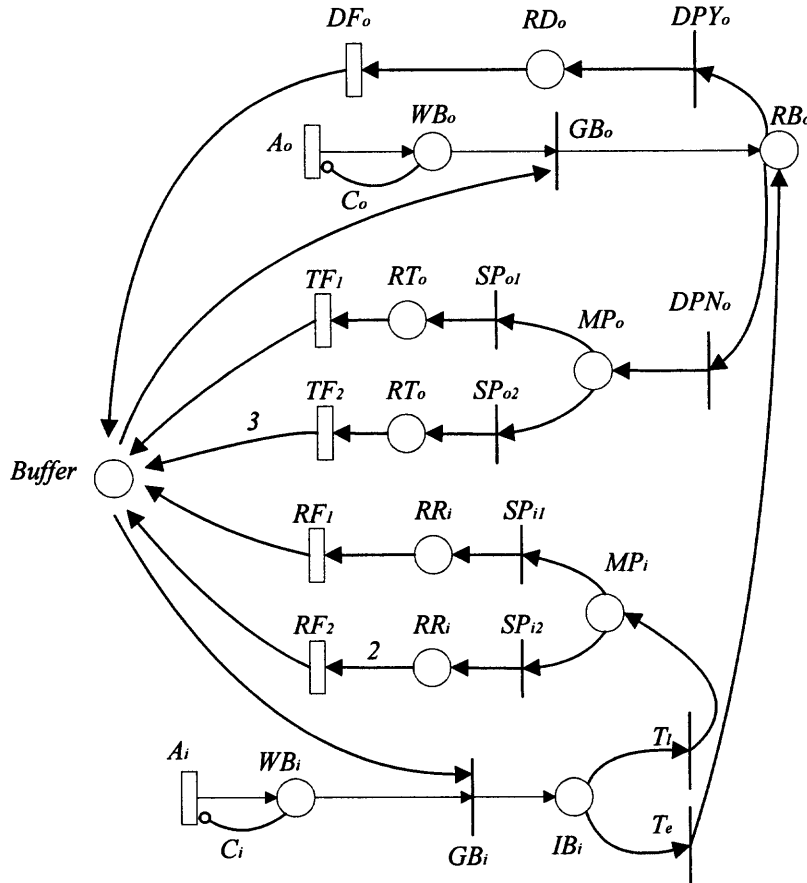 DFo RDo DPYo
WBo GBo RBo
Ao
Co
TF1 RTo SPo1 MPo DPNo
TF2 RTo SPo2
3
Buffer
RF1 RRi SPi1 MPi
RF2 RRi SPi2
2
Ai WBi Tl
Ci GBi IBi Te